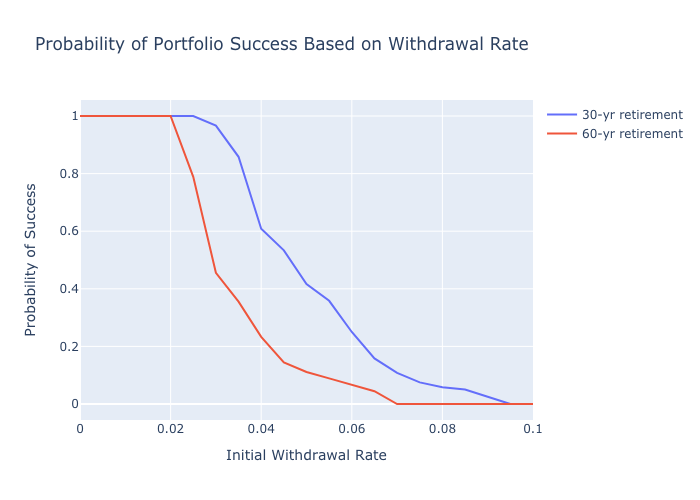 Probability of Portfolio Success Based on Withdrawal Rate
30-yr retirement
60-yr retirement
Probability of Success
1
0.8
0.6
0.4
0.2
0
0 0.02 0.04 0.06 0.08 0.1
Initial Withdrawal Rate